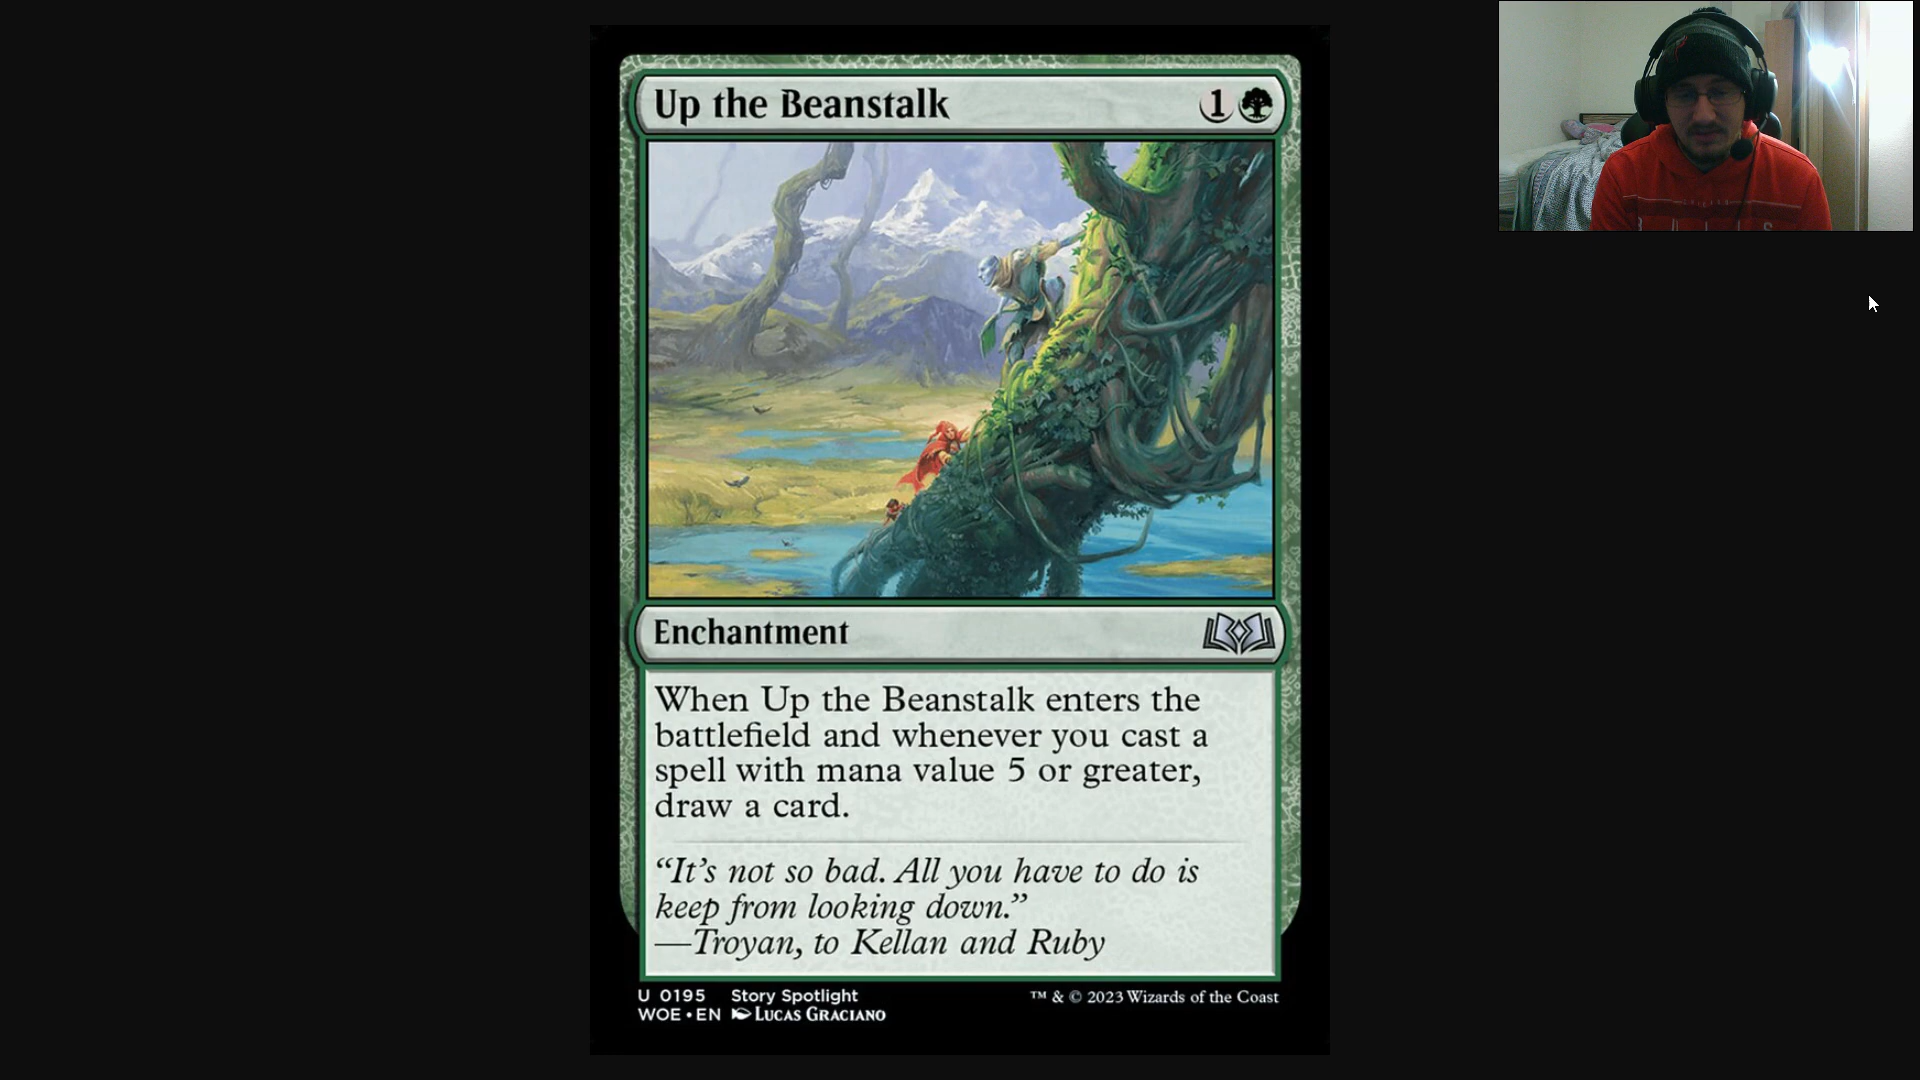 Up the Beanstalk 1
Enchantment
When Up the Beanstalk enters the
battlefield and whenever you cast a
spell with mana value 5 or greater,
draw a card.
“It’s not so bad. All you have to do is
keep from looking down.”
—Troyan, to Kellan and Ruby
U 0195 Story Spotlight
WOE • EN LUCAS GRACIANO
™ & © 2023 Wizards of the Coast